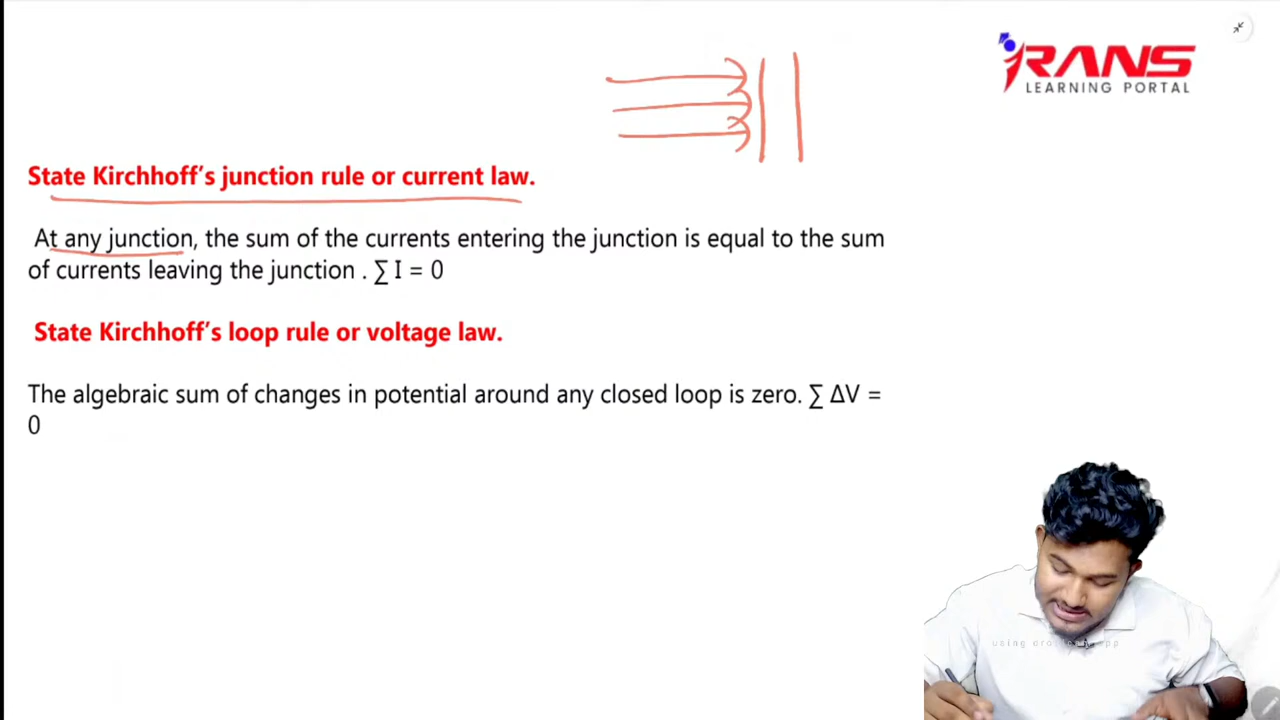 RANS
LEARNING PORTAL
State Kirchhoff’s junction rule or current law.
At any junction, the sum of the currents entering the junction is equal to the sum
of currents leaving the junction . ∑ I = 0
State Kirchhoff’s loop rule or voltage law.
The algebraic sum of changes in potential around any closed loop is zero. ∑ ΔV =
0
using